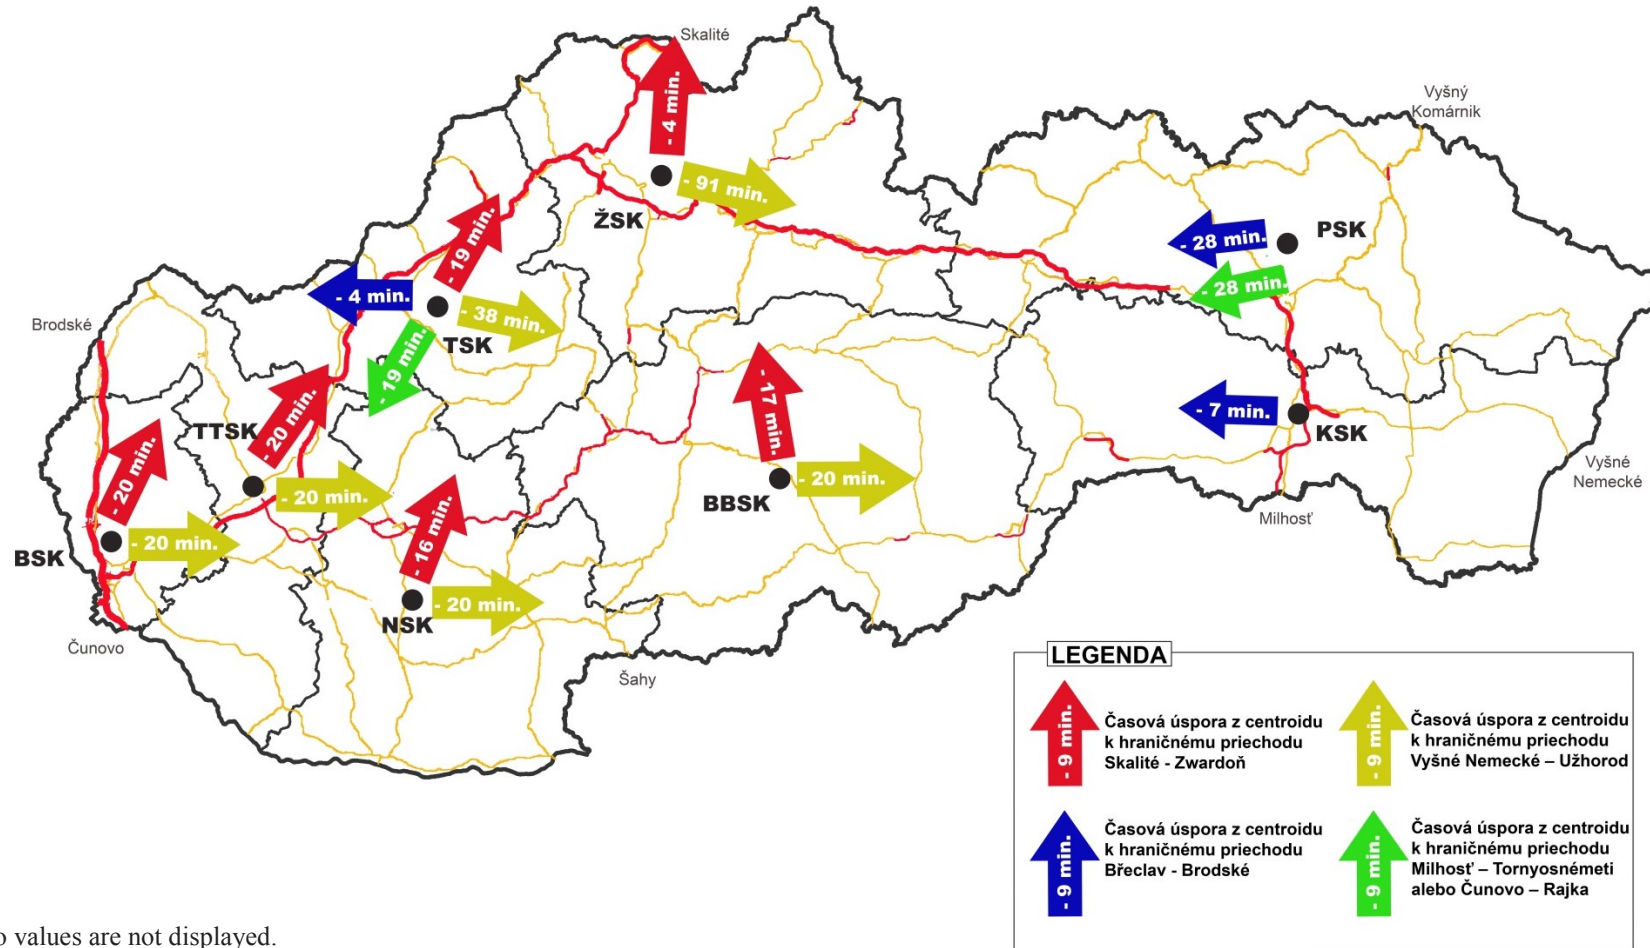 Skalité
Vyšný
Komárnik
- 4 min.
- 91 min.
ŽSK
- 19 min.
- 28 min.
PSK
- 28 min.
- 4 min.
- 38 min.
TSK
Brodské
- 19 min.
- 20 min.
TTSK
- 17 min.
- 7 min.
KSK
- 20 min.
- 20 min.
- 20 min.
BBSK
Vyšné
Nemecké
Milhosť
- 16 min.
- 20 min.
BSK
- 20 min.
NSK
Čunovo
Šahy
LEGENDA
- 9 min.
Časová úspora z centroidu
k hraničnému priechodu
Skalité - Zwardoň
- 9 min.
Časová úspora z centroidu
k hraničnému priechodu
Vyšné Nemecké – Užhorod
- 9 min.
Časová úspora z centroidu
k hraničnému priechodu
Břeclav - Brodské
- 9 min.
Časová úspora z centroidu
k hraničnému priechodu
Milhosť – Tornyosnémeti
alebo Čunovo – Rajka
o values are not displayed.